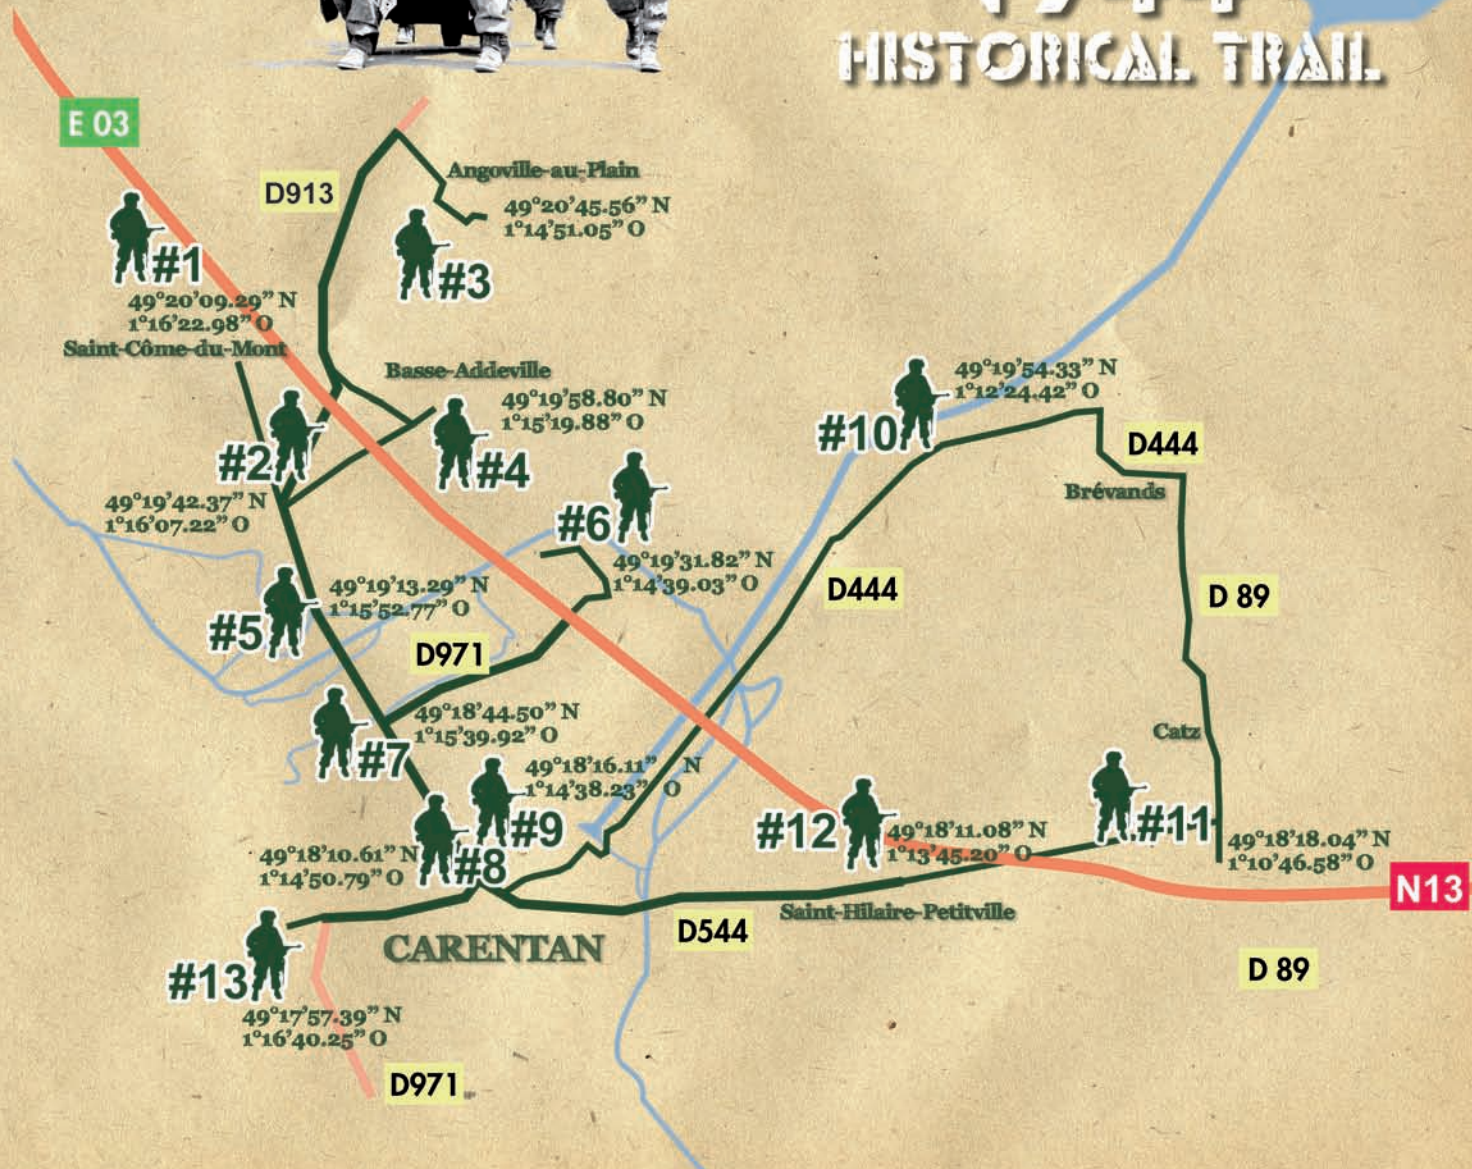 HISTORICAL TRAIL
E 03
D913
Angoville-au-Plain
49°20'45.56” N
1°14'51.05” O
#1
#3
49°20'09.29” N
1°16'22.98” O
Saint-Côme-du-Mont
Basse-Addeville
49°19'58.80” N
1°15'19.88” O
#2
#4
49°19'54.33” N
1°12'24.42” O
#10
D444
Brévands
49°19'42.37” N
1°16'07.22” O
#6
49°19'31.82” N
1°14'39.03” O
#5
49°19'13.29” N
1°15'52.77” O
D444
D 89
D971
49°18'44.50” N
1°15'39.92” O
#7
Catz
49°18'16.11” N
1°14'38.23” O
#9
#12
49°18'11.08” N
1°13'45.20” O
#11
49°18'18.04” N
1°10'46.58” O
49°18'10.61” N
1°14'50.79” O
#8
N13
Saint-Hilaire-Petitville
D544
CARENTAN
D 89
#13
49°17'57.39” N
1°16'40.25” O
D971